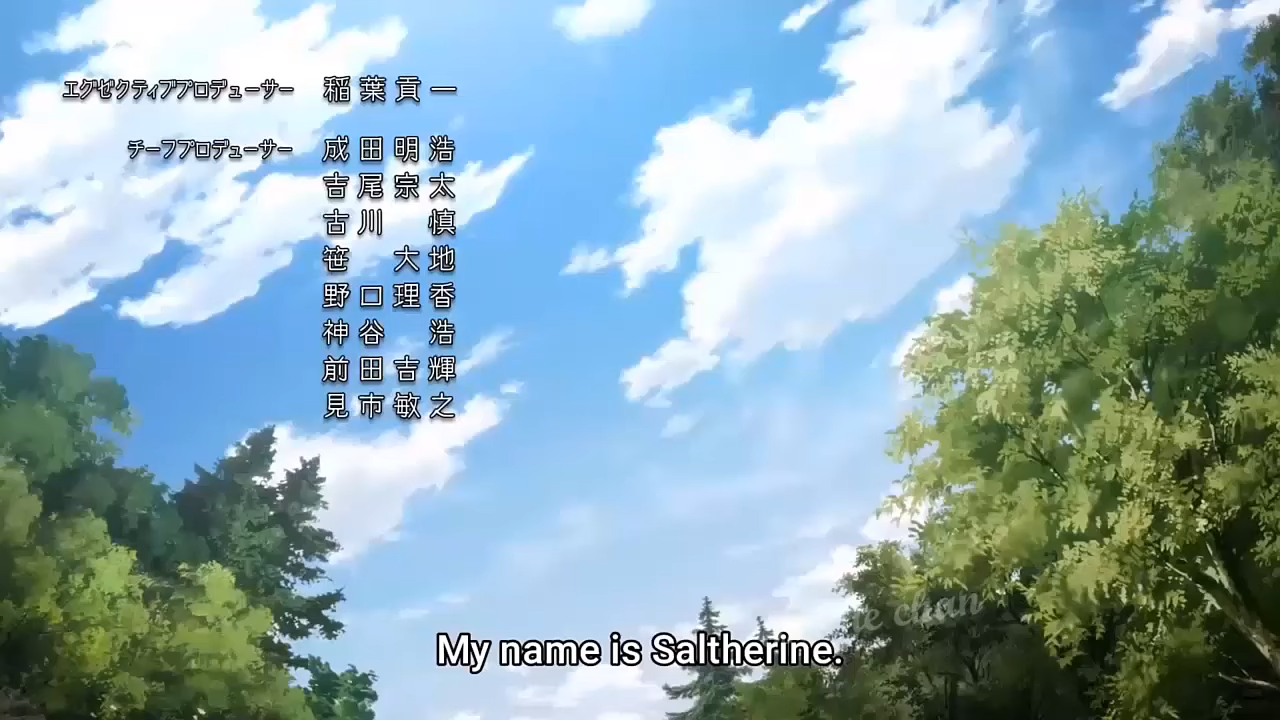 エグゼクティブプロデューサー 稲葉貢一
チーフプロデューサー 成田明浩
吉尾宗太
古川 慎
笹 大地
野口理香
神谷 浩
前田吉輝
見市敏之
chan
My name is Saltherine.